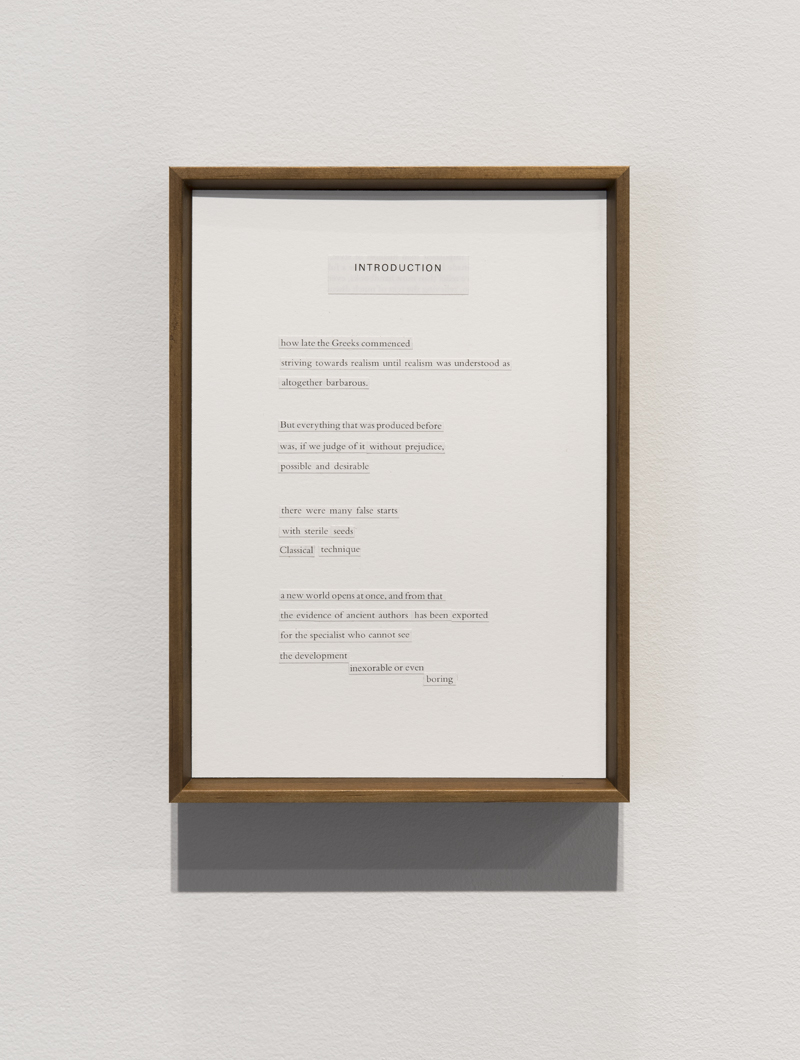 INTRODUCTION
how late the Greeks commenced
striving towards realism until realism was understood as
altogether barbarous.
But everything that was produced before
was, if we judge of it without prejudice,
possible and desirable
there were many false starts
with sterile seeds
Classical technique
a new world opens at once, and from that
the evidence of ancient authors has been exported
for the specialist who cannot see
the development
inexorable or even
boring